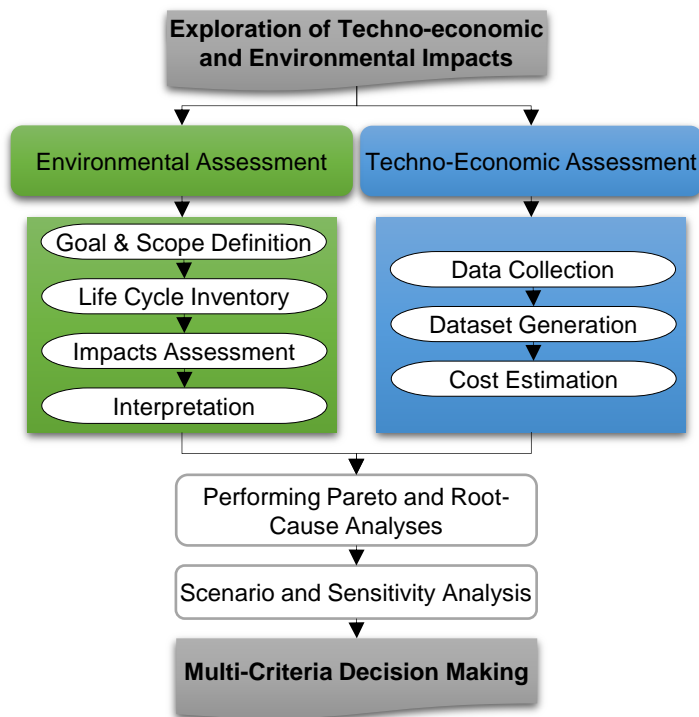 Exploration of Techno-economic
and Environmental Impacts
Environmental Assessment
Techno-Economic Assessment
Goal & Scope Definition
Life Cycle Inventory
Impacts Assessment
Interpretation
Data Collection
Dataset Generation
Cost Estimation
Performing Pareto and Root-
Cause Analyses
Scenario and Sensitivity Analysis
Multi-Criteria Decision Making